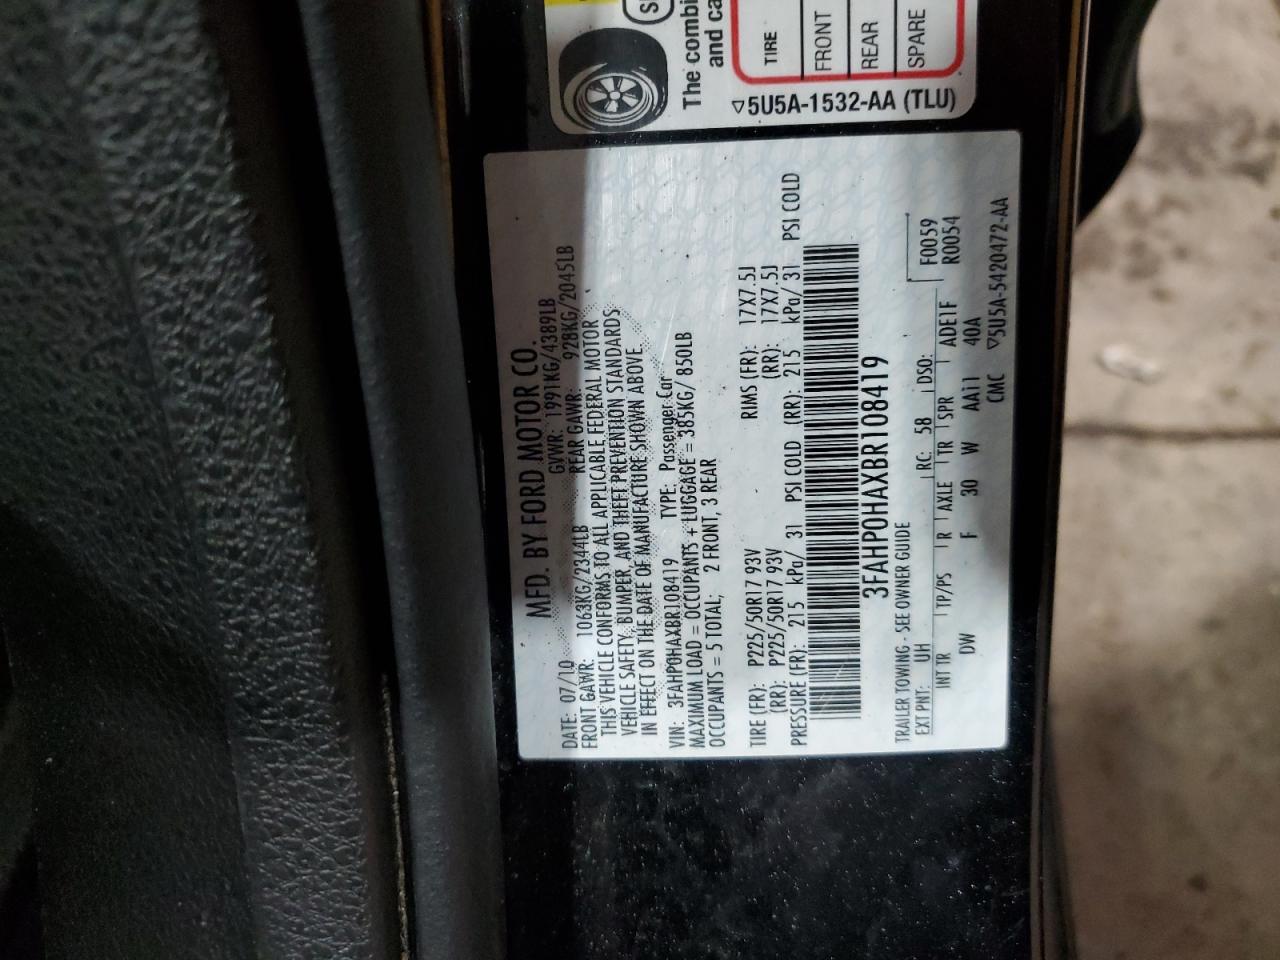 The combi
and ca
TIRE
FRONT
REAR
SPARE
▽5U5A-1532-AA (TLU)
MFD. BY FORD MOTOR CO.
DATE: 07/10 GVWR: 1991KG/4389LB
FRONT GAWR: 1063KG/2344LB REAR GAWR: 928KG/2045LB
THIS VEHICLE CONFORMS TO ALL APPLICABLE FEDERAL MOTOR
VEHICLE SAFETY, BUMPER, AND THEFT PREVENTION STANDARDS
IN EFFECT ON THE DATE OF MANUFACTURE SHOWN ABOVE
VIN: 3FAHP0HAXBR108419 TYPE: Passenger Car
MAXIMUM LOAD = OCCUPANTS + LUGGAGE = 385KG/ 850LB
OCCUPANTS = 5 TOTAL; 2 FRONT, 3 REAR
TIRE (FR): P225/50R17 93V RIMS (FR): 17X7.5J
(RR): P225/50R17 93V (RR): 17X7.5J
PRESSURE (FR): 215 kPa/ 31 PSI COLD (RR): 215 kPa/ 31 PSI COLD
3FAHP0HAXBR108419
TRAILER TOWING - SEE OWNER GUIDE
EXT PNT: UH RC: 58 DSO: F0059
R0054
INT TR TP/PS R AXLE TR SPR ADE1F
DW F 30 W AA11 40A
CMC ▽5U5A-5420472-AA